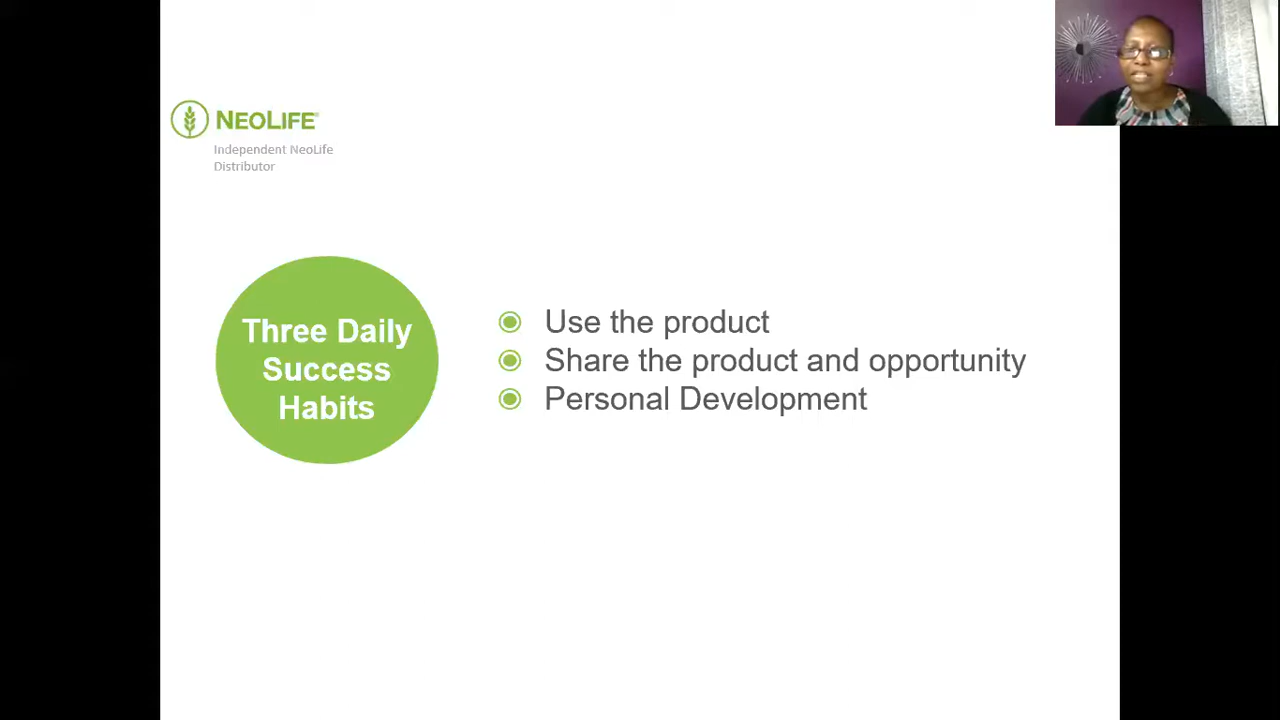 NEOLIFE
Independent NeoLife
Distributor
Three Daily
Success
Habits
Use the product
Share the product and opportunity
Personal Development